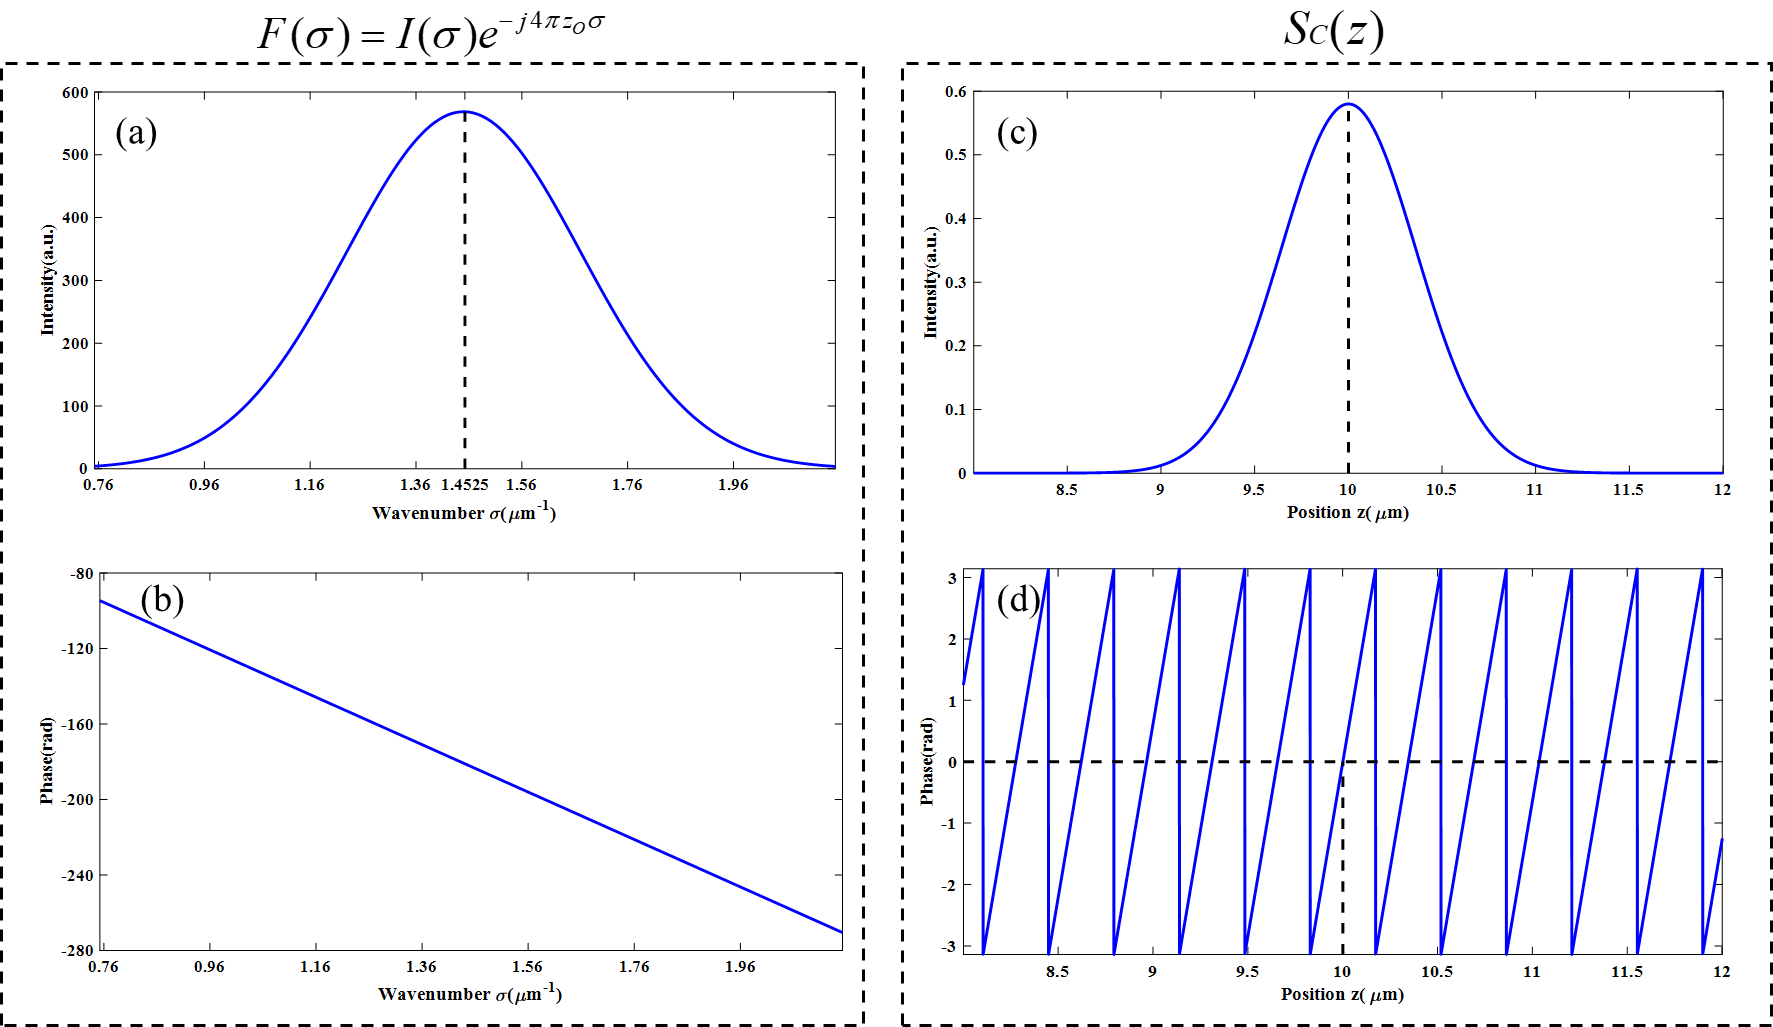 F(σ) = I(σ)e^{-j4πz_Oσ}
S_C(z)
(a)
600
500
400
300
200
100
0
Intensity(a.u.)
0.76 0.96 1.16 1.36 1.4525 1.56 1.76 1.96
Wavenumber σ(μm^{-1})
(c)
0.6
0.5
0.4
0.3
0.2
0.1
0
Intensity(a.u.)
8.5 9 9.5 10 10.5 11 11.5 12
Position z( μm)
(b)
-80
-120
-160
-200
-240
-280
Phase(rad)
0.76 0.96 1.16 1.36 1.56 1.76 1.96
Wavenumber σ(μm^{-1})
(d)
3
2
1
0
-1
-2
-3
Phase(rad)
8.5 9 9.5 10 10.5 11 11.5 12
Position z( μm)